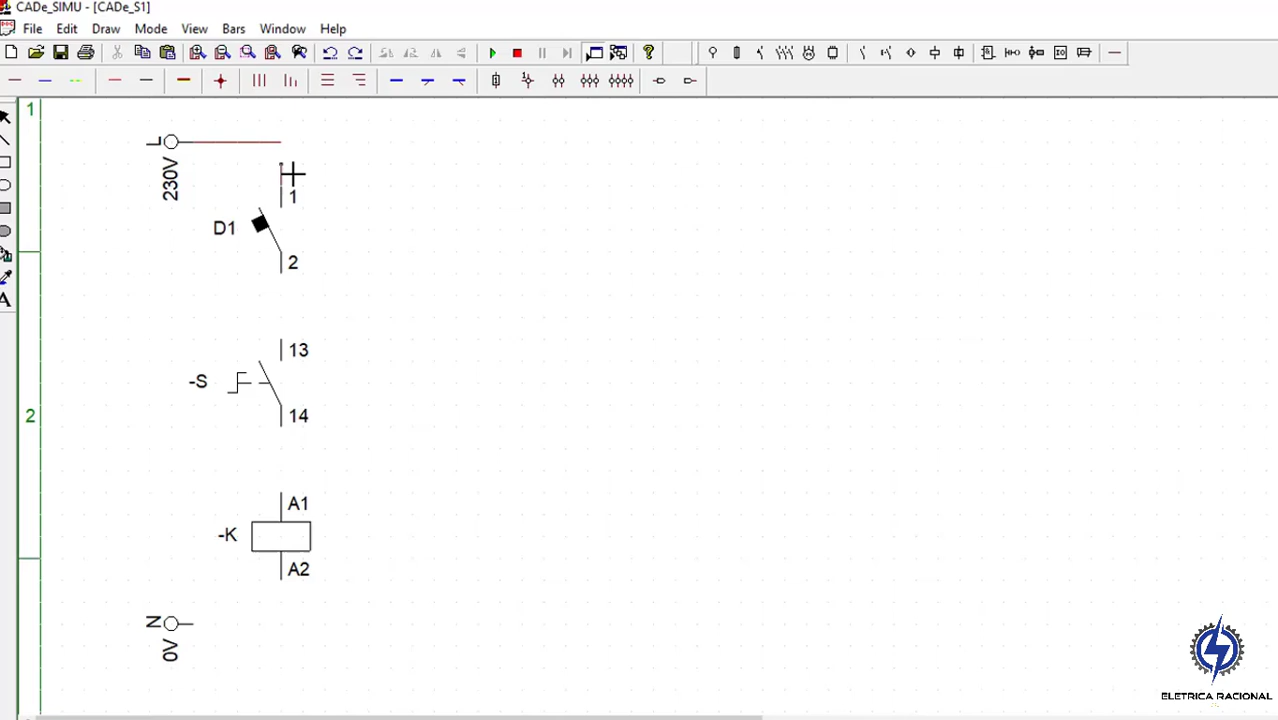 CADe_SIMU - [CADe_S1]
File Edit Draw Mode View Bars Window Help
1
L
230V
1
D1
2
13
-S
14
2
A1
-K
A2
N
0V
A
ELETRICA RACIONAL